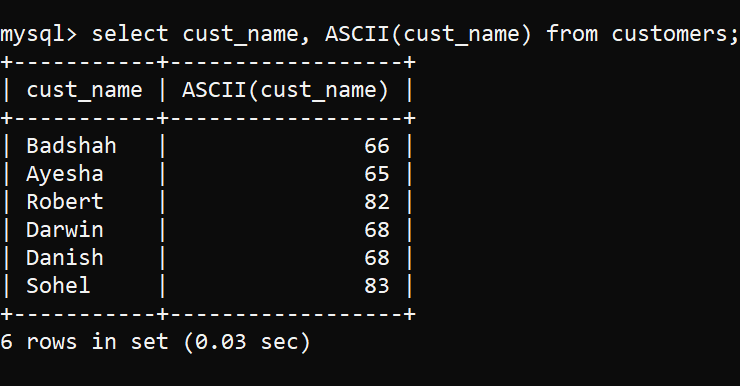 mysql> select cust_name, ASCII(cust_name) from customers;
+-----------+------------------+
| cust_name | ASCII(cust_name) |
+-----------+------------------+
| Badshah   |               66 |
| Ayesha    |               65 |
| Robert    |               82 |
| Darwin    |               68 |
| Danish    |               68 |
| Sohel     |               83 |
+-----------+------------------+
6 rows in set (0.03 sec)